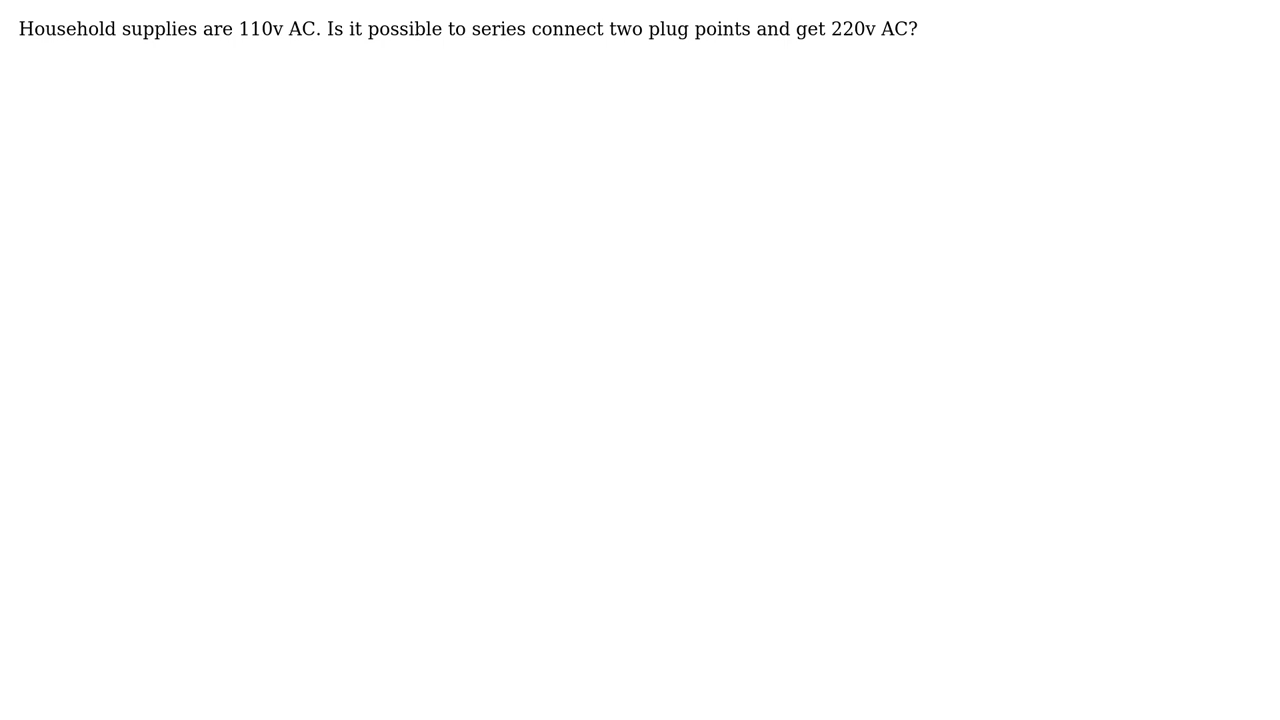 Household supplies are 110v AC. Is it possible to series connect two plug points and get 220v AC?